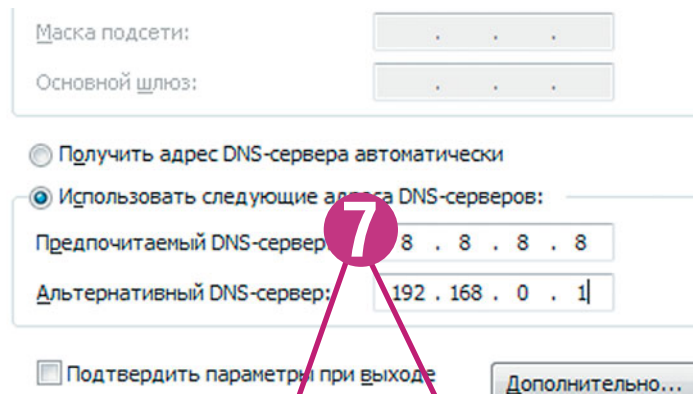 Маска подсети: . . .
Основной шлюз: . . .
Получить адрес DNS-сервера автоматически
Использовать следующие адреса DNS-серверов:
7
Предпочитаемый DNS-сервер 8 . 8 . 8 . 8
Альтернативный DNS-сервер: 192 . 168 . 0 . 1
Подтвердить параметры при выходе
Дополнительно...